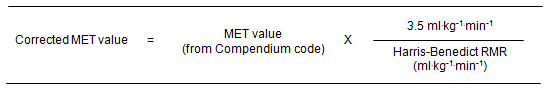 Corrected MET value = MET value (from Compendium code) X 3.5 ml·kg⁻¹·min⁻¹
Harris-Benedict RMR
(ml·kg⁻¹·min⁻¹)